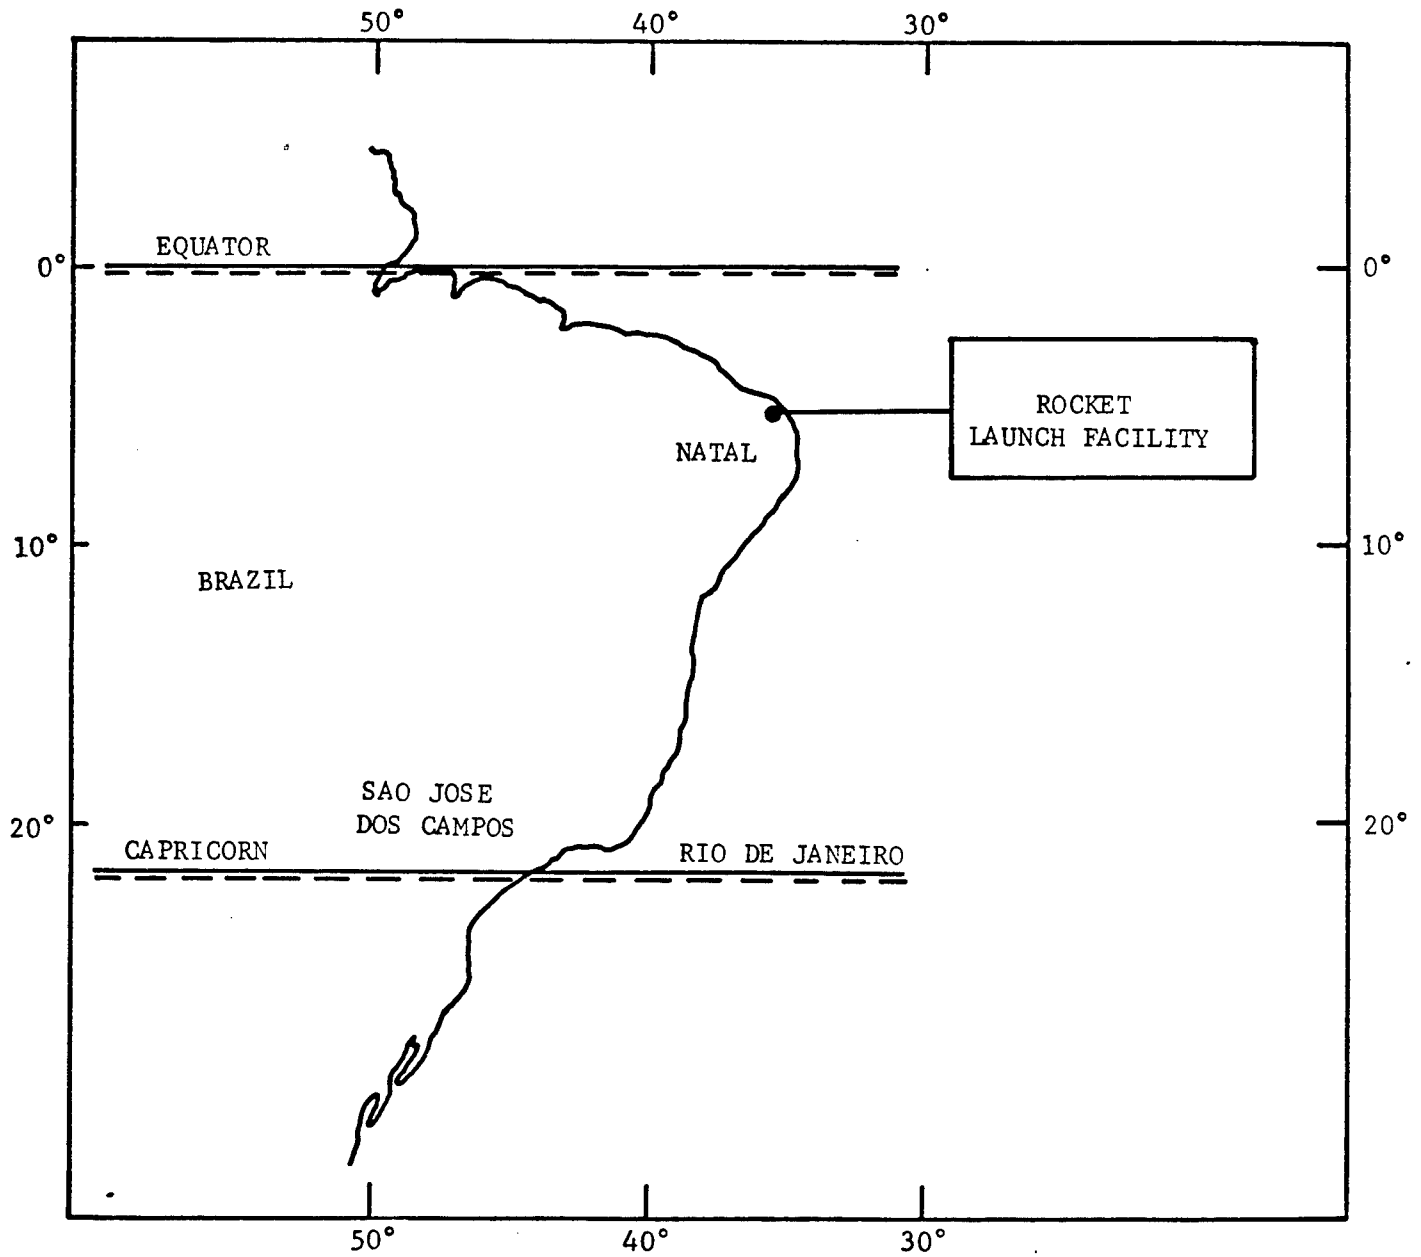 50° 40° 30°
EQUATOR
0° 0°
ROCKET
LAUNCH FACILITY
NATAL
10° 10°
BRAZIL
SAO JOSE
DOS CAMPOS
20° 20°
CAPRICORN RIO DE JANEIRO
50° 40° 30°